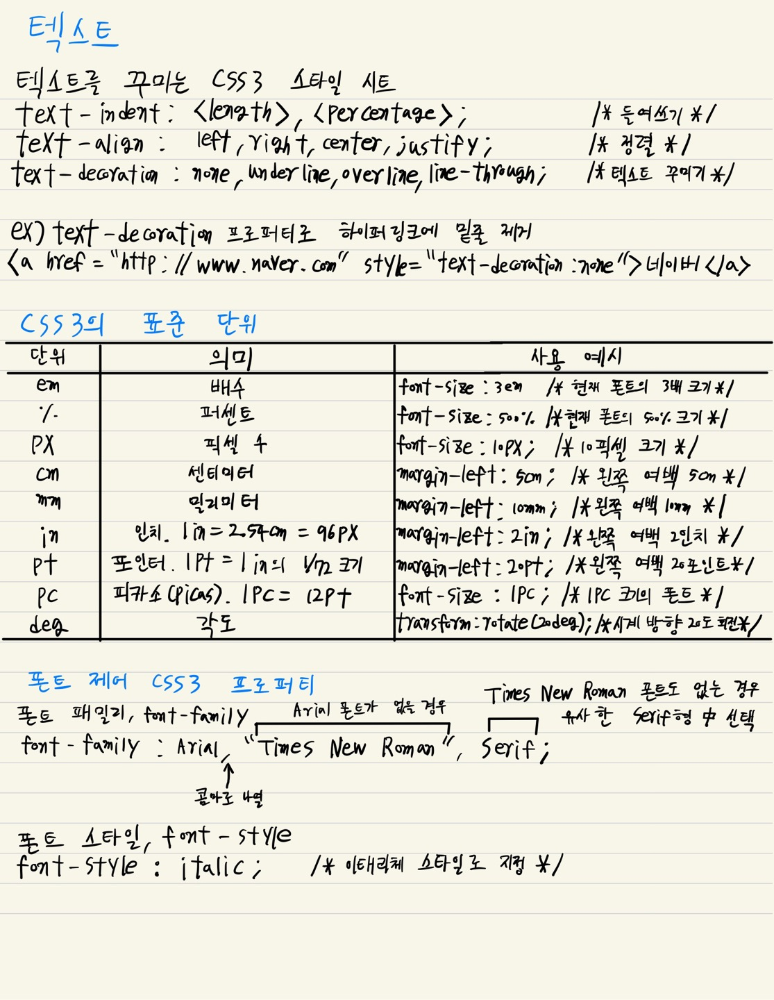 텍스트
텍스트를 꾸미는 CSS3 스타일 시트
text-indent: <length>, <percentage>; /* 들여쓰기 */
text-align: left, right, center, justify; /* 정렬 */
text-decoration : none, underline, overline, line-through; /* 텍스트 꾸미기 */
ex) text-decoration 프로퍼티로 하이퍼링크에 밑줄 제거
<a href = "http://www.naver.com" style="text-decoration:none">네이버</a>
CSS3의 표준 단위
단위 의미 사용 예시
em 배수 font-size : 3em /* 현재 폰트의 3배 크기 */
% 퍼센트 font-size : 500% /* 현재 폰트의 500% 크기 */
PX 픽셀 수 font-size : 10PX; /* 10픽셀 크기 */
cm 센티미터 margin-left: 5cm; /* 왼쪽 여백 5cm */
mm 밀리미터 margin-left: 10mm; /* 왼쪽 여백 10mm */
in 인치. 1in = 2.54cm = 96PX margin-left: 2in; /* 왼쪽 여백 2인치 */
pt 포인터. 1Pt = 1in의 1/72 크기 margin-left: 20pt; /* 왼쪽 여백 20포인트 */
PC 피카소(Picas). 1PC = 12Pt font-size : 1PC; /* 1PC 크기의 폰트 */
deg 각도 transform:rotate(20deg); /* 시계 방향 20도 회전 */
폰트 제어 CSS3 프로퍼티
Times New Roman 폰트도 없는 경우
폰트 패밀리, font-family Arial 폰트가 없을 경우 유사한 Serif형 中 선택
font-family : Arial, "Times New Roman", Serif;
콤마로 나열
폰트 스타일, font-style
font-style : italic; /* 이태릭체 스타일로 지정 */